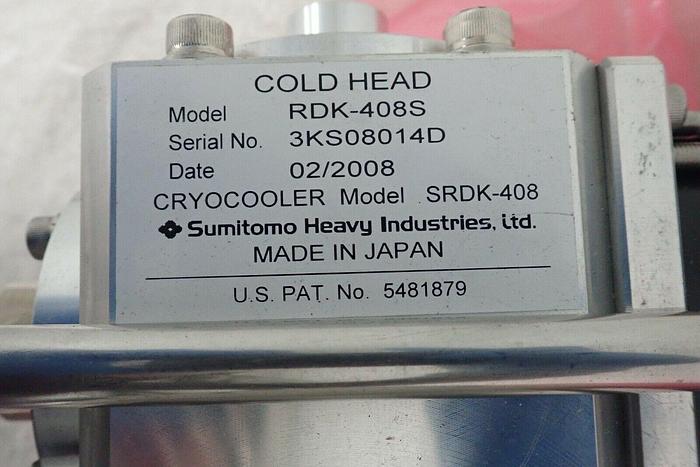 COLD HEAD
Model RDK-408S
Serial No. 3KS08014D
Date 02/2008
CRYOCOOLER Model SRDK-408
Sumitomo Heavy Industries, Ltd.
MADE IN JAPAN
U.S. PAT. No. 5481879